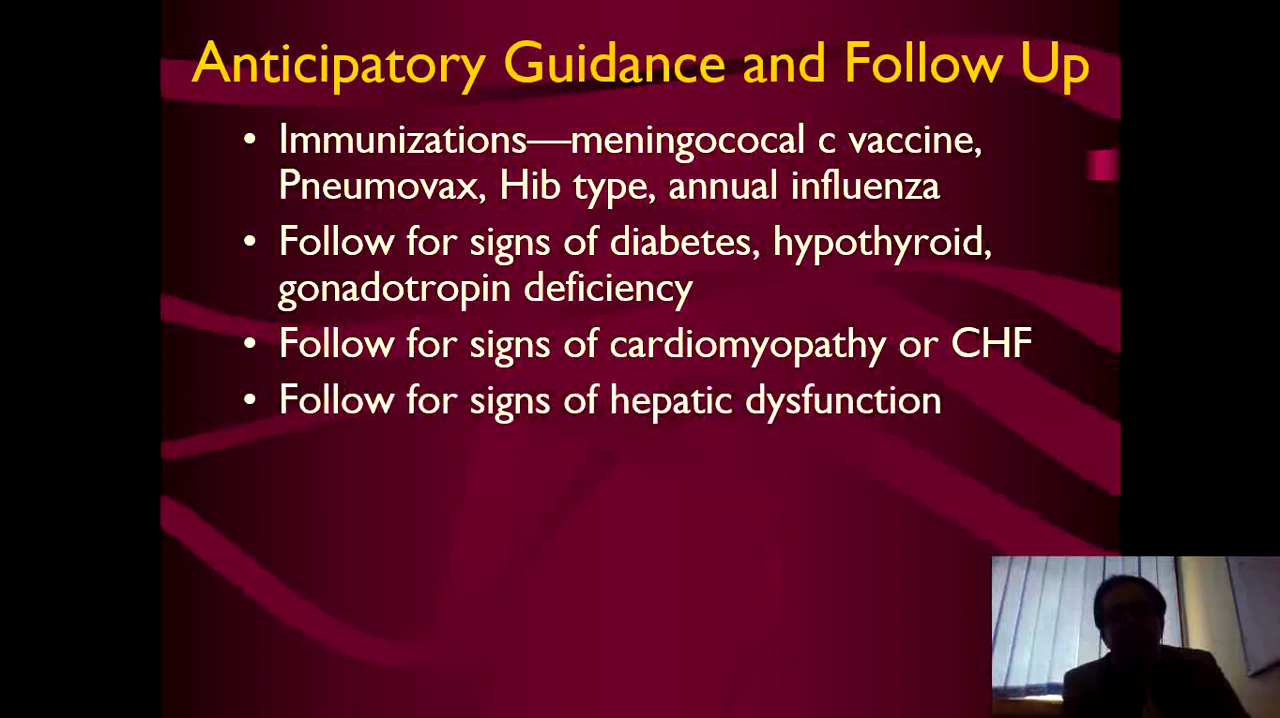 Anticipatory Guidance and Follow Up
• Immunizations—meningococal c vaccine,
Pneumovax, Hib type, annual influenza
• Follow for signs of diabetes, hypothyroid,
gonadotropin deficiency
• Follow for signs of cardiomyopathy or CHF
• Follow for signs of hepatic dysfunction